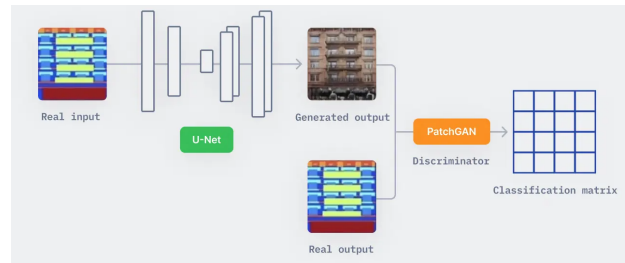 Real input
U-Net
Generated output
Real output
PatchGAN
Discriminator
Classification matrix